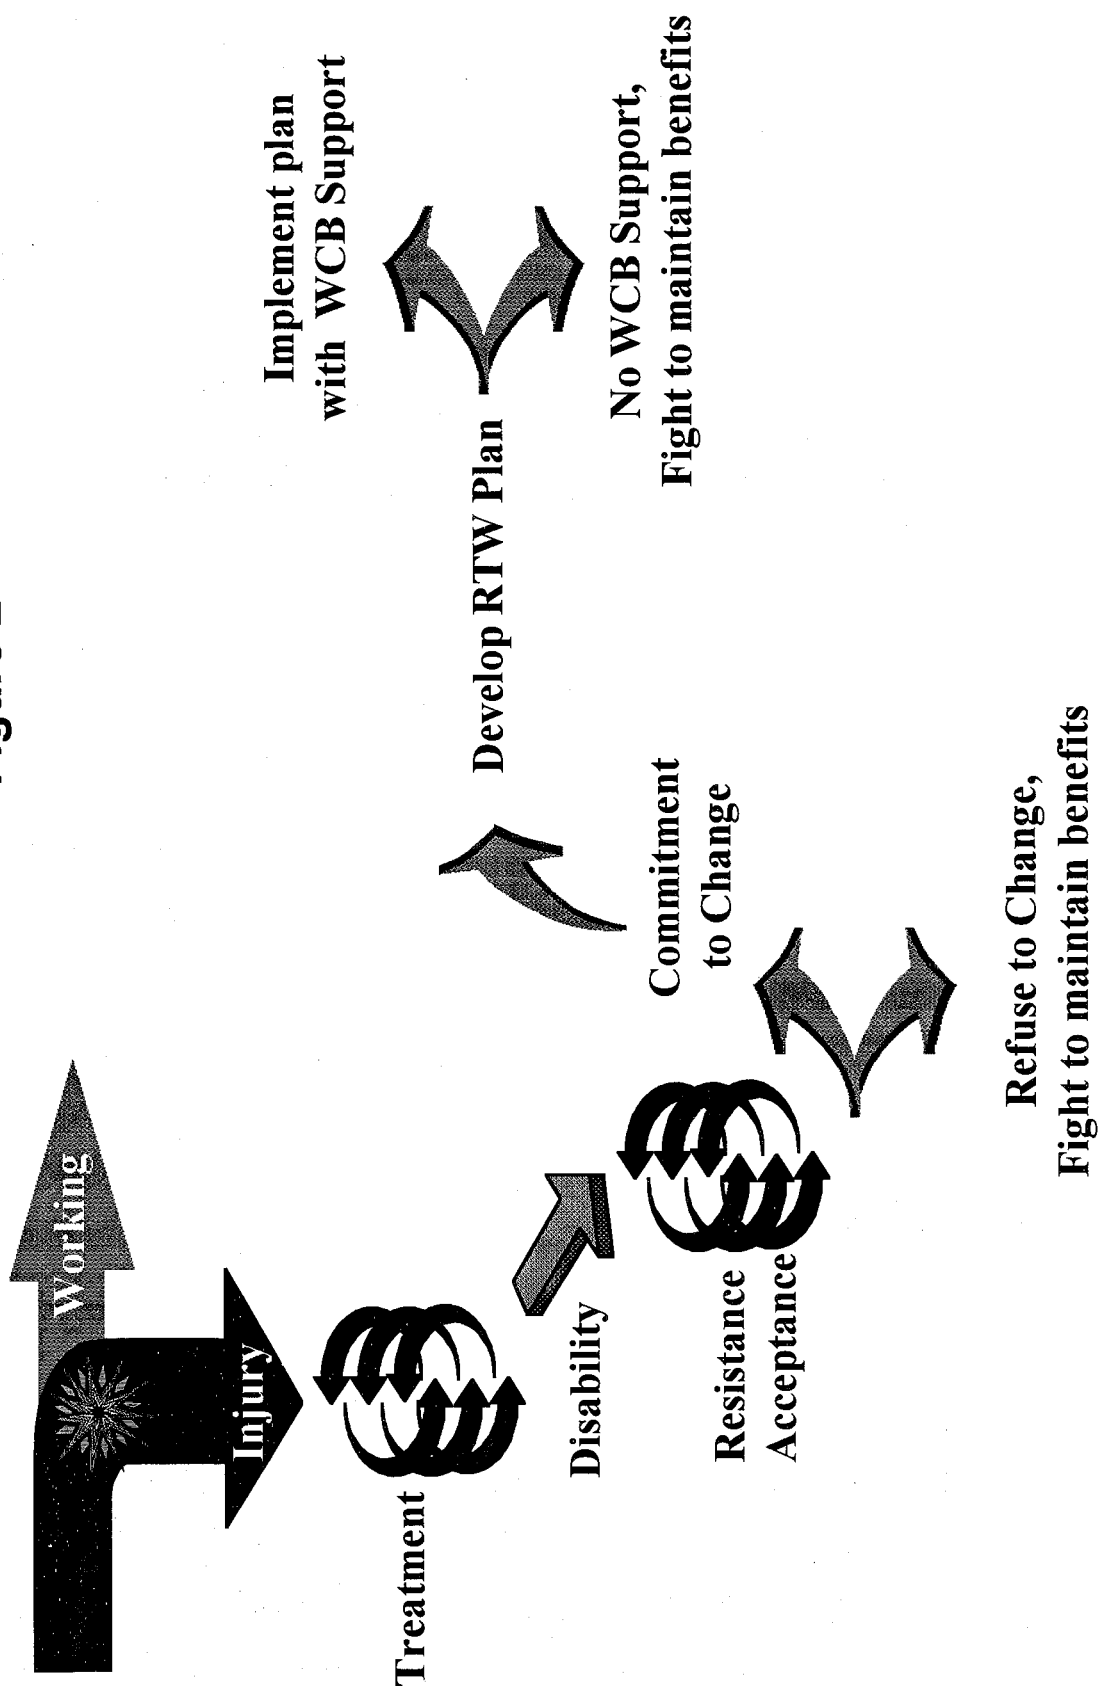 Working
Injury
Treatment
Disability
Resistance
Acceptance
Commitment
to Change
Refuse to Change,
Fight to maintain benefits
Develop RTW Plan
Implement plan
with WCB Support
No WCB Support,
Fight to maintain benefits